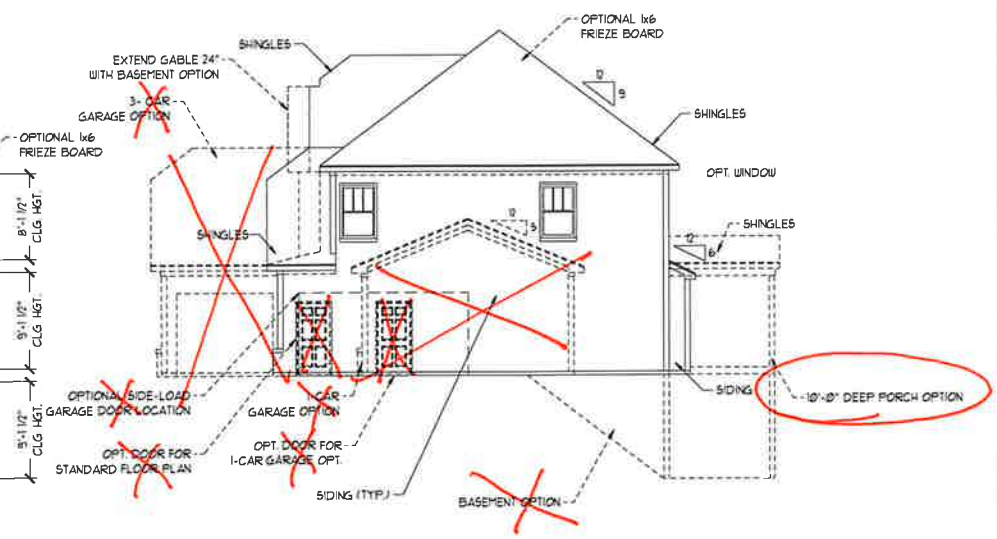 OPTIONAL 1x6
FRIEZE BOARD
SHINGLES
EXTEND GABLE 24"
WITH BASEMENT OPTION
12
9
3-CAR
GARAGE OPTION
SHINGLES
OPTIONAL 1x6
FRIEZE BOARD
OPT. WINDOW
8'-1 1/2"
CLG HGT.
SHINGLES
12
5
SHINGLES
12
6
9'-1 1/2"
CLG HGT.
SIDING
10'-0" DEEP PORCH OPTION
OPTIONAL SIDE-LOAD
GARAGE DOOR LOCATION
1-CAR
GARAGE OPTION
9'-1 1/2"
CLG HGT.
OPT. DOOR FOR
STANDARD FLOOR PLAN
OPT. DOOR FOR
1-CAR GARAGE OPT.
SIDING (TYP.)
BASEMENT OPTION